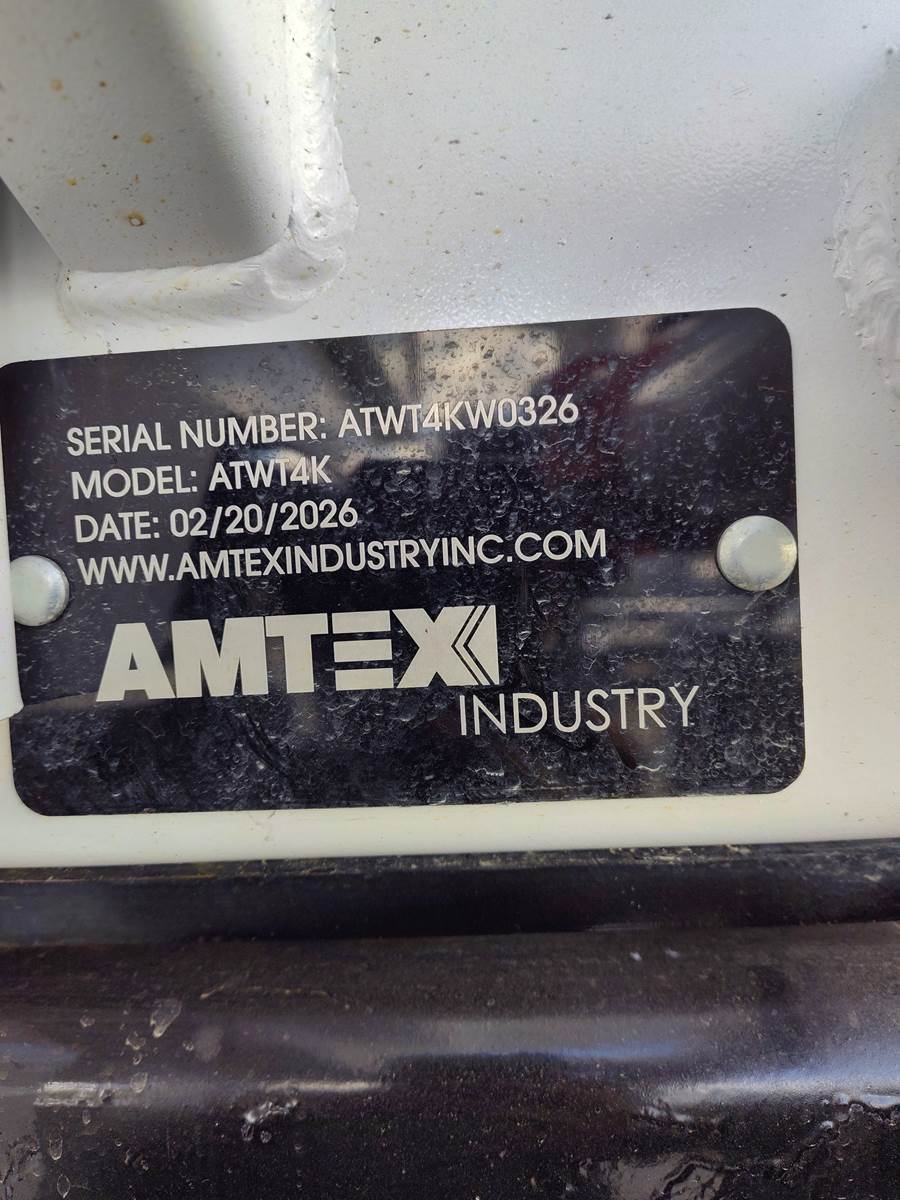 SERIAL NUMBER: ATWT4KW0326
MODEL: ATWT4K
DATE: 02/20/2026
WWW.AMTEXINDUSTRYINC.COM
AMTEX
INDUSTRY